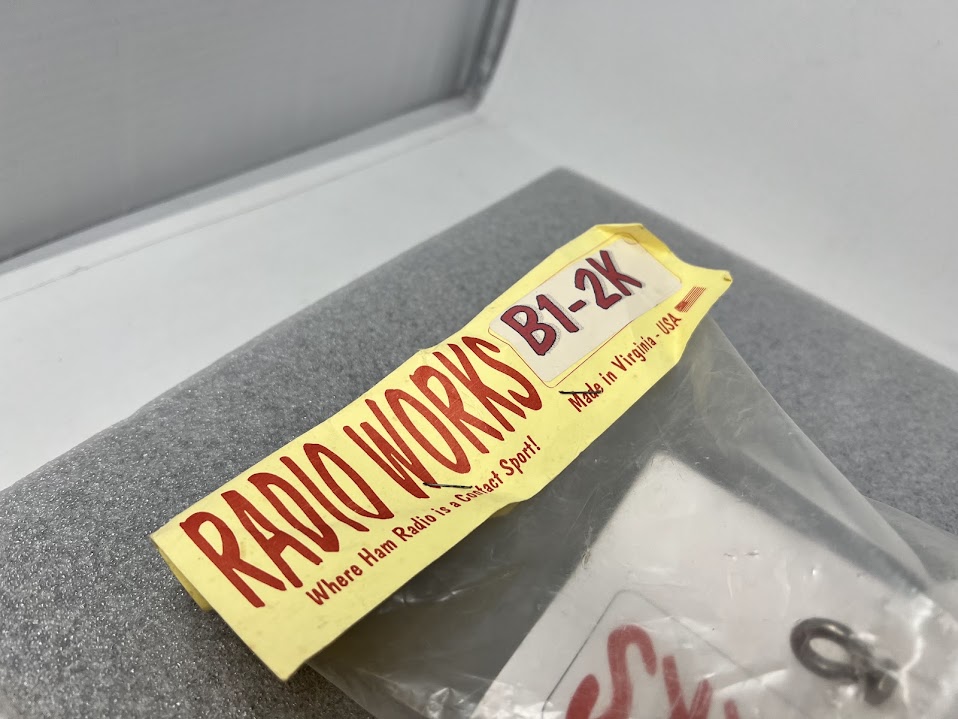 RADIO WORKS
B1-2K
Where Ham Radio is a Contact Sport!
Made in Virginia - USA